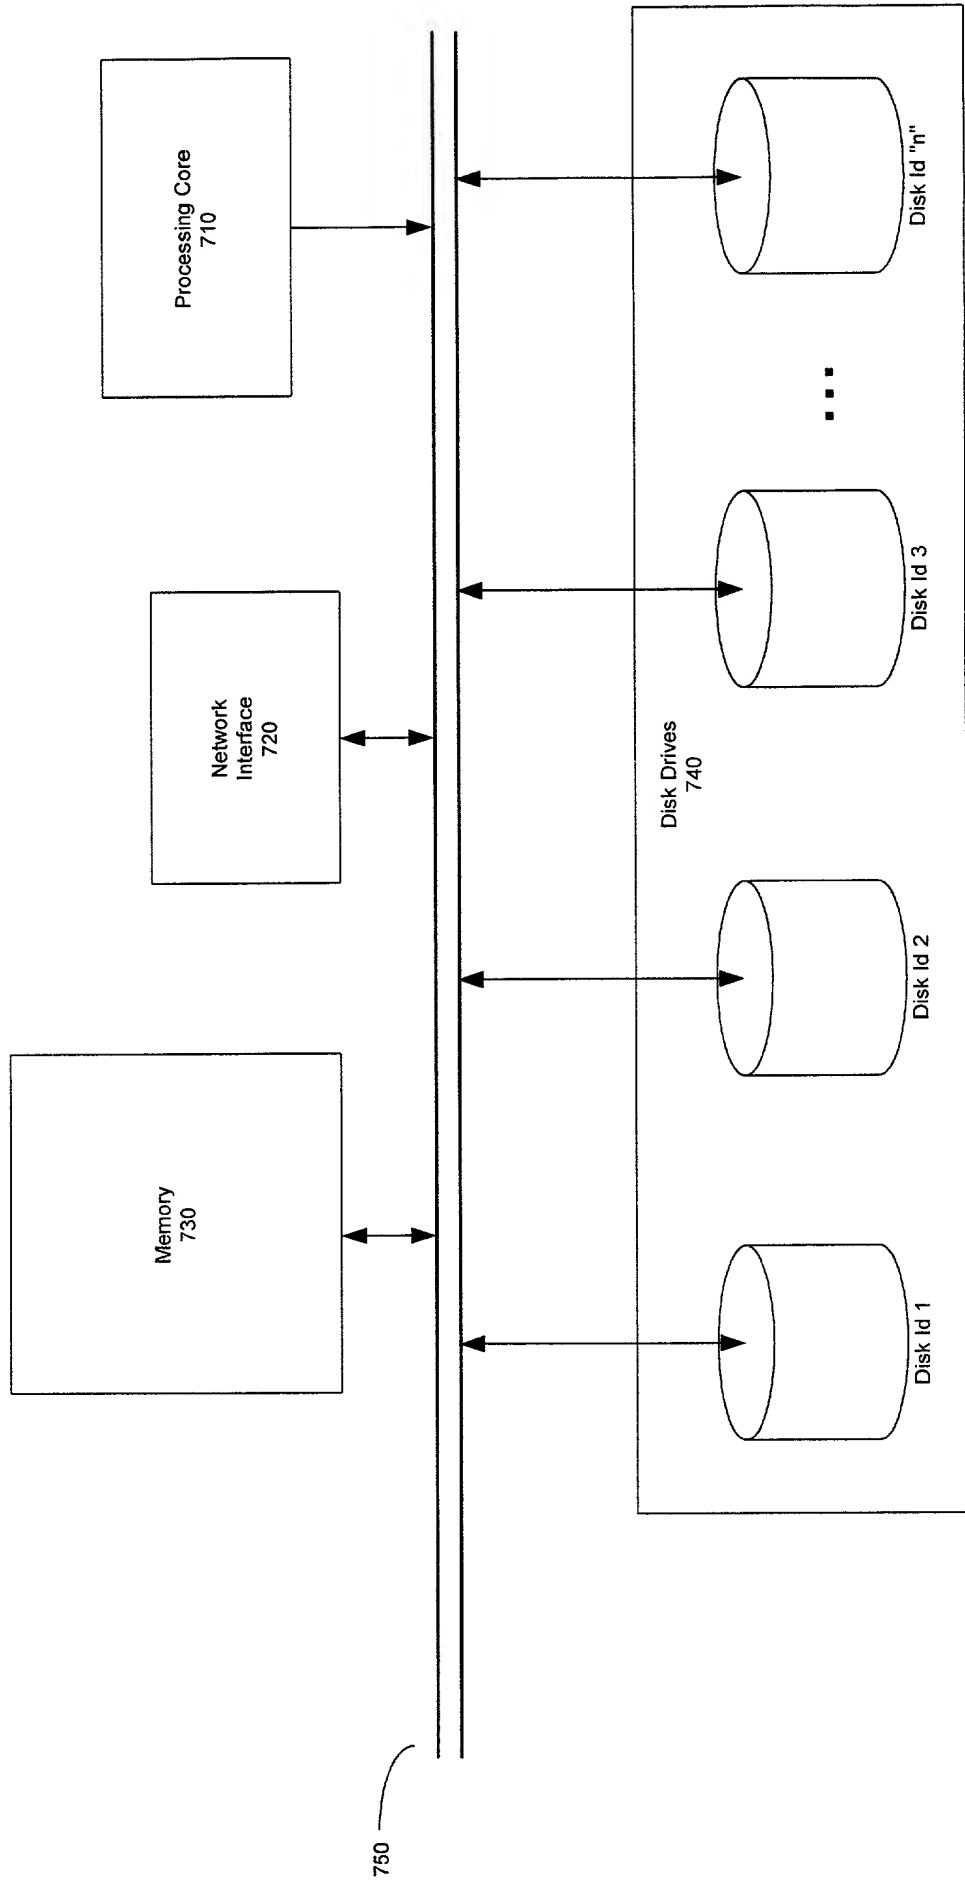 Processing Core
710
Network
Interface
720
Memory
730
750
Disk Drives
740
Disk Id 1
Disk Id 2
Disk Id 3
...
Disk Id "n"